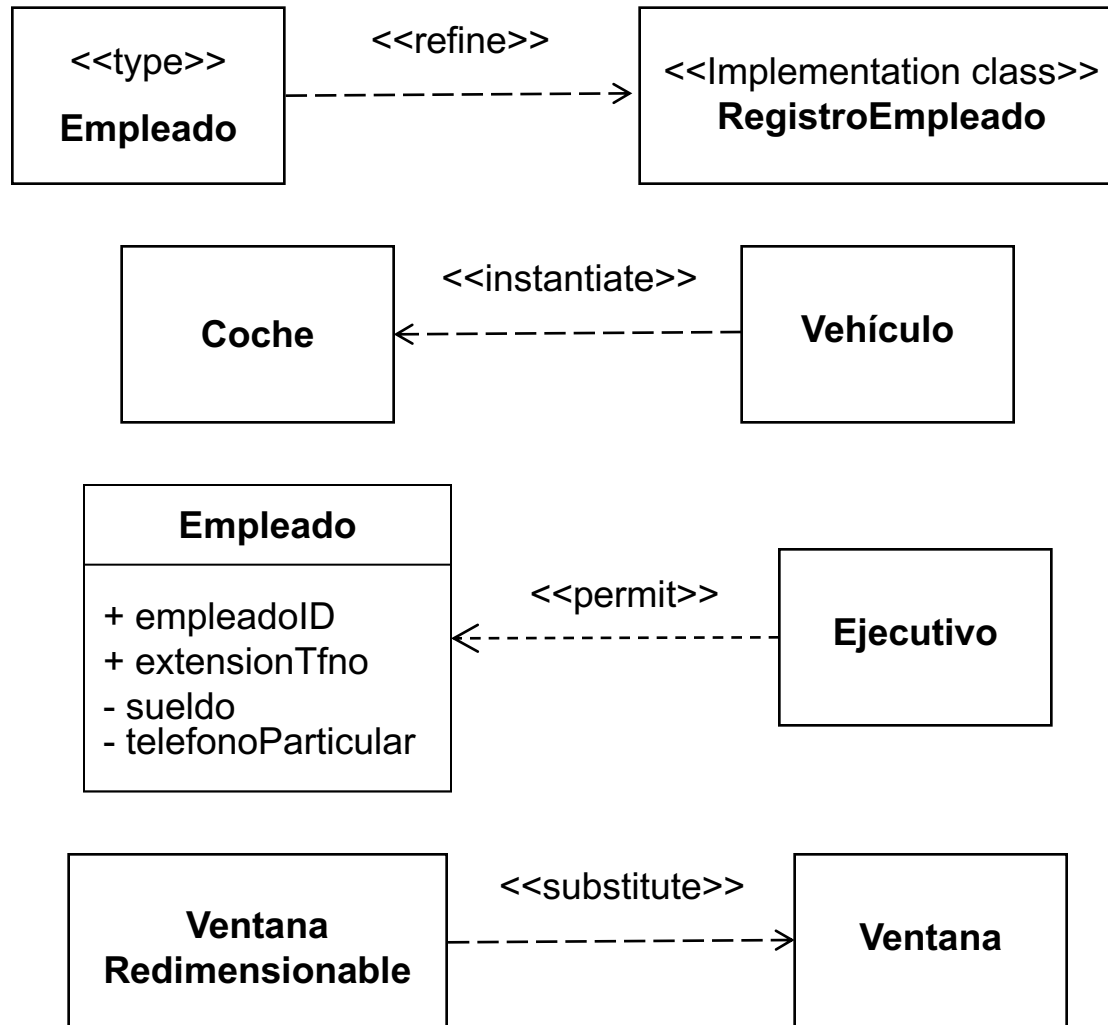 <<type>>
Empleado
<<refine>>
<<Implementation class>>
RegistroEmpleado
Coche
<<instantiate>>
Vehículo
Empleado
+ empleadoID
+ extensionTfno
- sueldo
- telefonoParticular
<<permit>>
Ejecutivo
Ventana
Redimensionable
<<substitute>>
Ventana